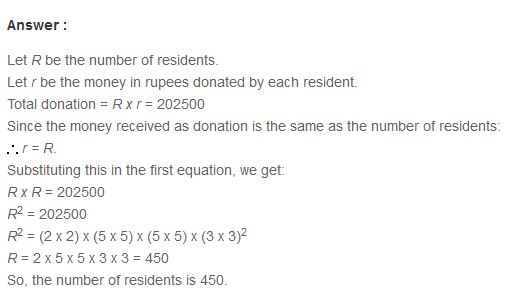 Answer :
Let R be the number of residents.
Let r be the money in rupees donated by each resident.
Total donation = R x r = 202500
Since the money received as donation is the same as the number of residents:
∴ r = R.
Substituting this in the first equation, we get:
R x R = 202500
R² = 202500
R² = (2 x 2) x (5 x 5) x (5 x 5) x (3 x 3)²
R = 2 x 5 x 5 x 3 x 3 = 450
So, the number of residents is 450.